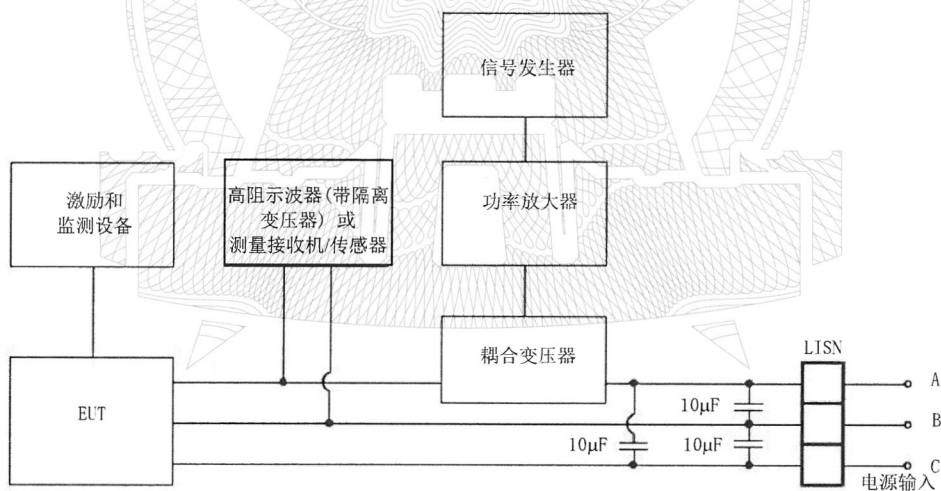 信号发生器
激励和
监测设备
高阻示波器(带隔离
变压器)或
测量接收机/传感器
功率放大器
耦合变压器
LISN
EUT
A
10μF
B
10μF
10μF
C
电源输入